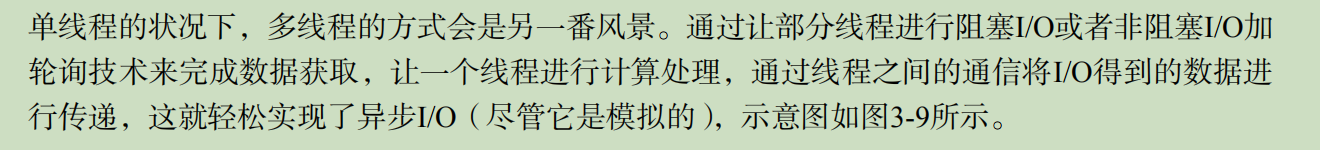 单线程的状况下，多线程的方式会是另一番风景。通过让部分线程进行阻塞I/O或者非阻塞I/O加
轮询技术来完成数据获取，让一个线程进行计算处理，通过线程之间的通信将I/O得到的数据进
行传递，这就轻松实现了异步I/O（尽管它是模拟的），示意图如图3-9所示。